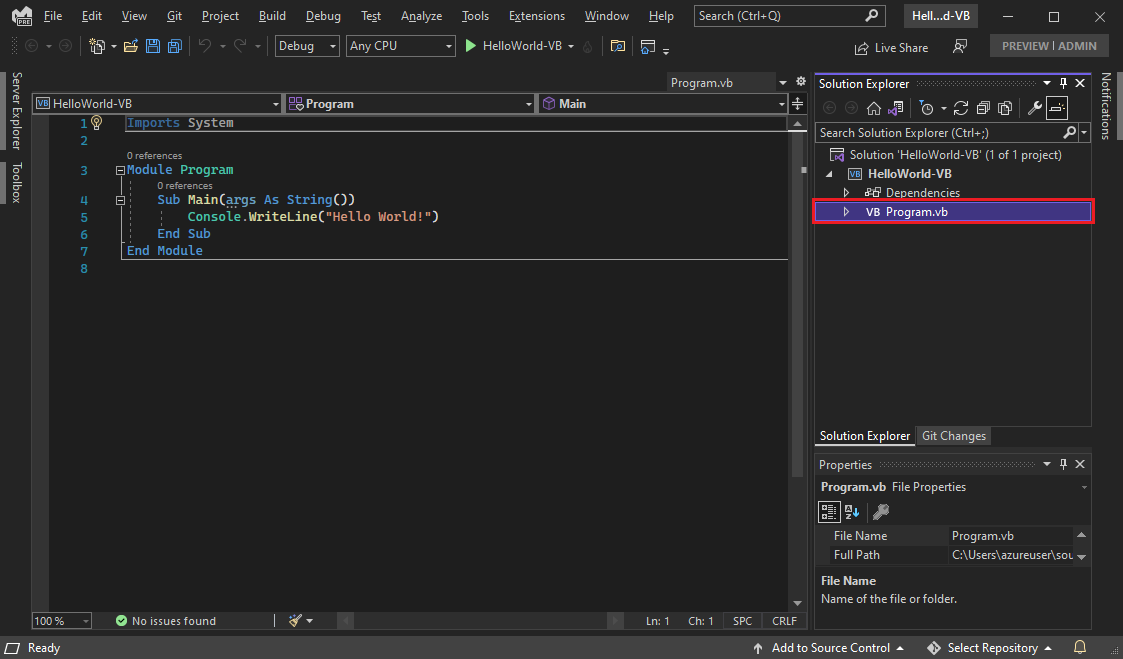 File Edit View Git Project Build Debug Test Analyze Tools Extensions Window Help Search (Ctrl+Q) Hell...d-VB
PRE
Debug Any CPU HelloWorld-VB Live Share PREVIEW | ADMIN
Server Explorer
Toolbox
Program.vb
HelloWorld-VB Program Main
1 Imports System
2
0 references
3 Module Program
0 references
4 Sub Main(args As String())
5 Console.WriteLine("Hello World!")
6 End Sub
7 End Module
8
100 % No issues found Ln: 1 Ch: 1 SPC CRLF
Solution Explorer
Search Solution Explorer (Ctrl+;)
Solution 'HelloWorld-VB' (1 of 1 project)
VB HelloWorld-VB
Dependencies
VB Program.vb
Solution Explorer Git Changes
Properties
Program.vb File Properties
File Name Program.vb
Full Path C:\Users\azureuser\sou
File Name
Name of the file or folder.
Notifications
Ready Add to Source Control Select Repository